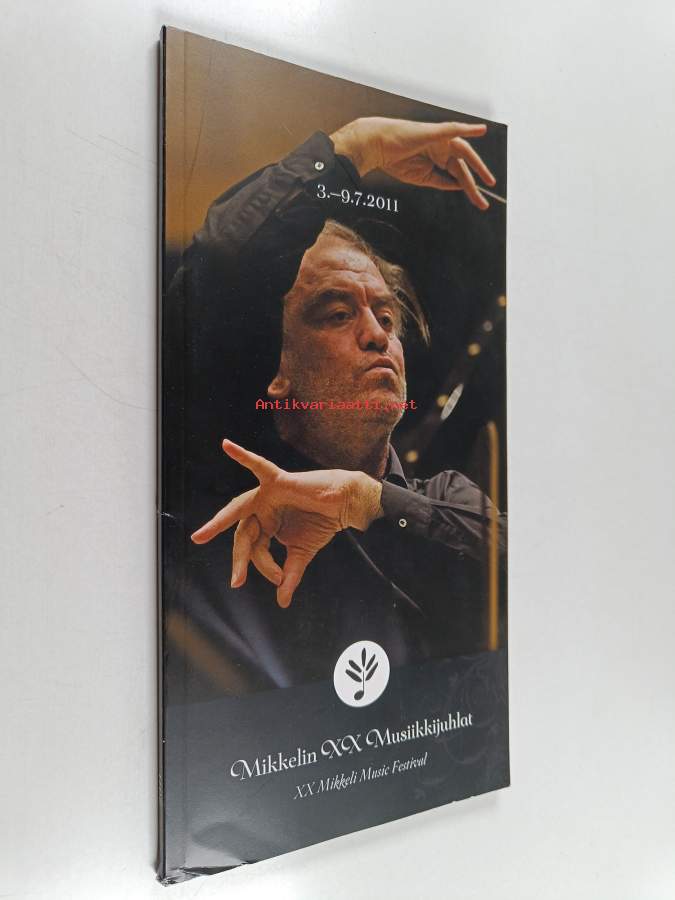 3.–9.7.2011
Antikvariaatti.net
Mikkelin XX Musiikkijuhlat
XX Mikkeli Music Festival